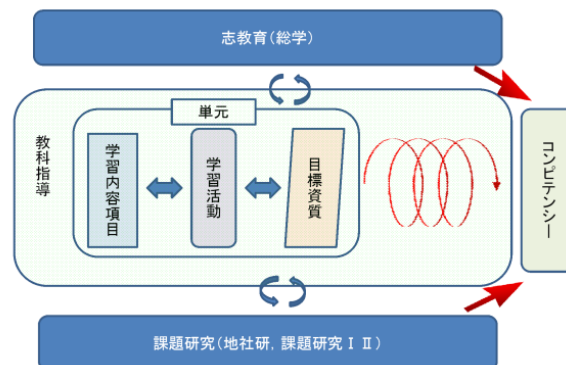 志教育(総学)
単元
教科指導
学習内容項目
学習活動
目標資質
コンピテンシー
課題研究(地社研，課題研究ⅠⅡ)